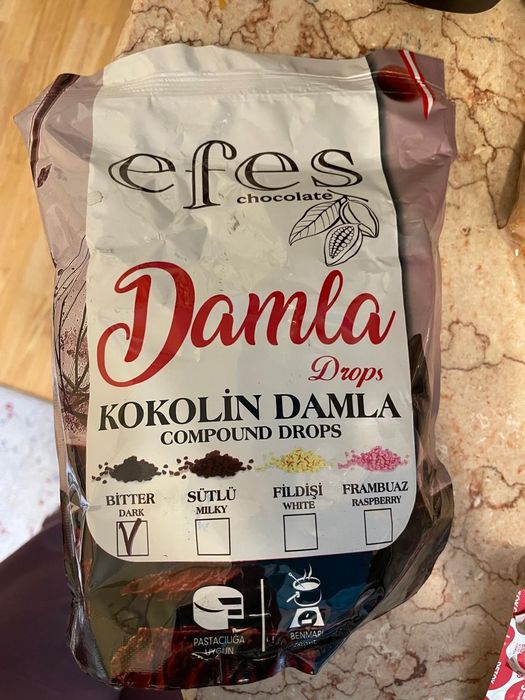 efes
chocolate
Damla
Drops
KOKOLİN DAMLA
COMPOUND DROPS
BİTTER
DARK
SÜTLÜ
MILKY
FİLDİŞİ
WHITE
FRAMBUAZ
RASPBERRY
PASTACILIĞA
UYGUN
BENMARİ